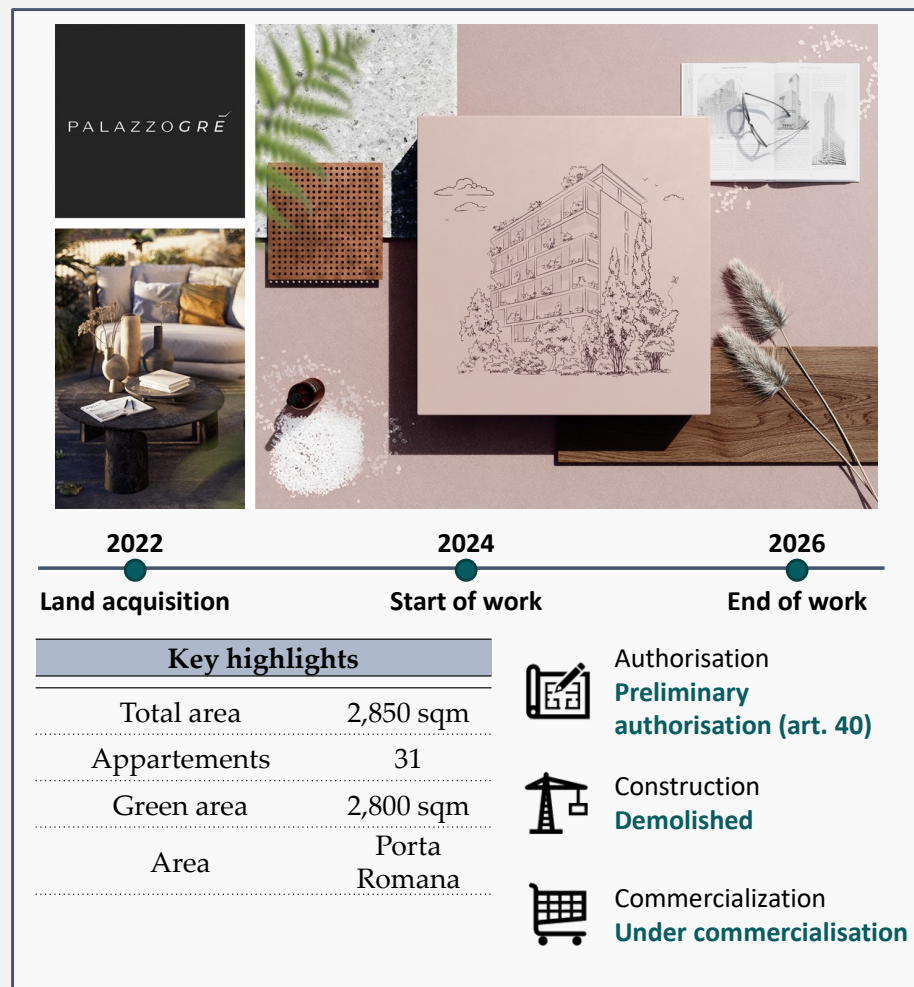 PALAZZOGRÉ
2022
2024
2026
Land acquisition
Start of work
End of work
Key highlights
Total area 2,850 sqm
Appartements 31
Green area 2,800 sqm
Area Porta
Romana
Authorisation
Preliminary
authorisation (art. 40)
Construction
Demolished
Commercialization
Under commercialisation